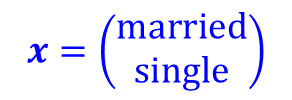 x = (married
single)